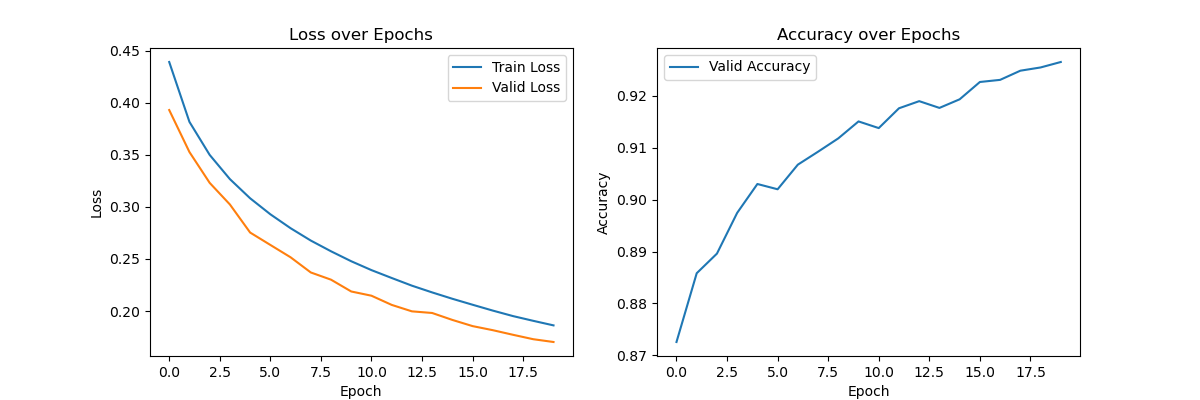 Loss over Epochs
0.45
0.40
0.35
0.30
0.25
0.20
Loss
Train Loss
Valid Loss
0.0 2.5 5.0 7.5 10.0 12.5 15.0 17.5
Epoch
Accuracy over Epochs
Valid Accuracy
0.92
0.91
0.90
0.89
0.88
0.87
Accuracy
0.0 2.5 5.0 7.5 10.0 12.5 15.0 17.5
Epoch